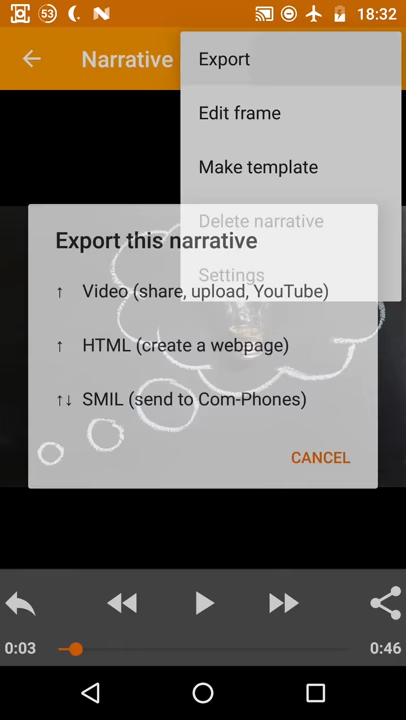 53
18:32
Narrative
Export
Edit frame
Make template
Delete narrative
Settings
Export this narrative
↑ Video (share, upload, YouTube)
↑ HTML (create a webpage)
↑↓ SMIL (send to Com-Phones)
CANCEL
0:03
0:46